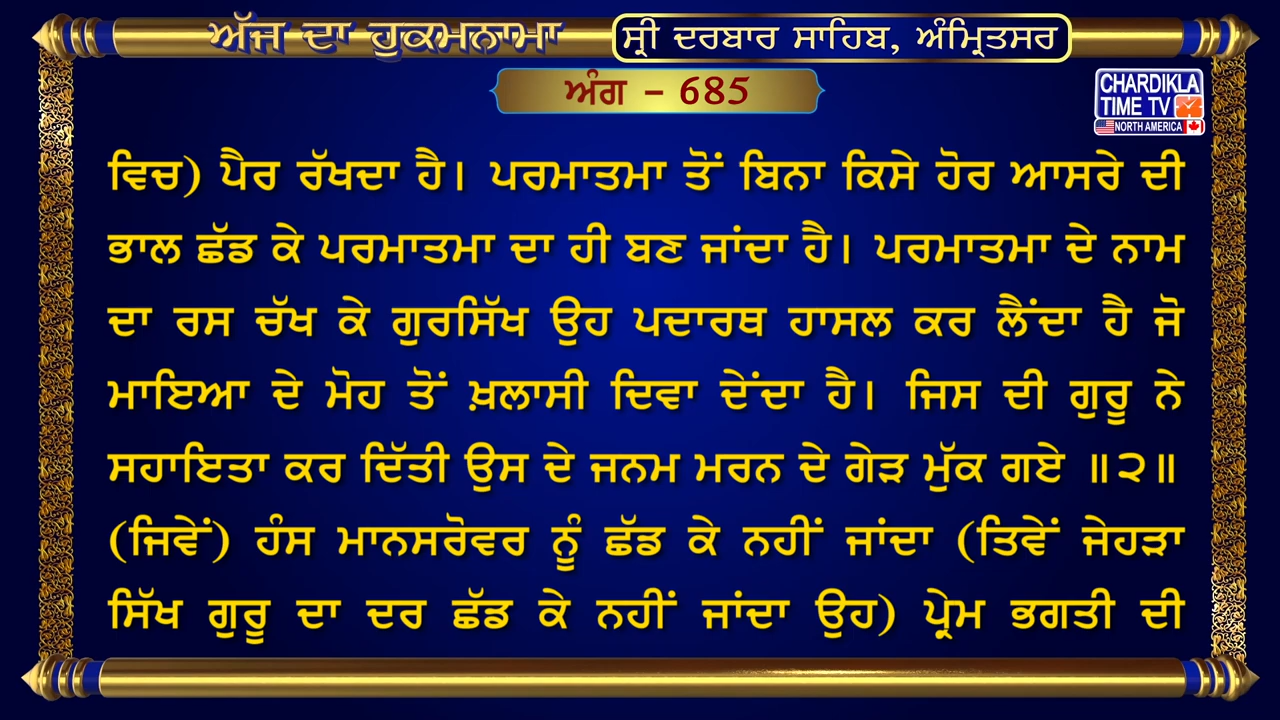 ਅੱਜ ਦਾ ਹੁਕਮਨਾਮਾ ਸ੍ਰੀ ਦਰਬਾਰ ਸਾਹਿਬ, ਅੰਮ੍ਰਿਤਸਰ
ਅੰਗ – 685
CHARDIKLA
TIME TV
NORTH AMERICA
ਵਿਚ) ਪੈਰ ਰੱਖਦਾ ਹੈ। ਪਰਮਾਤਮਾ ਤੋਂ ਬਿਨਾ ਕਿਸੇ ਹੋਰ ਆਸਰੇ ਦੀ
ਭਾਲ ਛੱਡ ਕੇ ਪਰਮਾਤਮਾ ਦਾ ਹੀ ਬਣ ਜਾਂਦਾ ਹੈ। ਪਰਮਾਤਮਾ ਦੇ ਨਾਮ
ਦਾ ਰਸ ਚੱਖ ਕੇ ਗੁਰਸਿੱਖ ਉਹ ਪਦਾਰਥ ਹਾਸਲ ਕਰ ਲੈਂਦਾ ਹੈ ਜੋ
ਮਾਇਆ ਦੇ ਮੋਹ ਤੋਂ ਖ਼ਲਾਸੀ ਦਿਵਾ ਦੇਂਦਾ ਹੈ। ਜਿਸ ਦੀ ਗੁਰੂ ਨੇ
ਸਹਾਇਤਾ ਕਰ ਦਿੱਤੀ ਉਸ ਦੇ ਜਨਮ ਮਰਨ ਦੇ ਗੇੜ ਮੁੱਕ ਗਏ ॥੨॥
(ਜਿਵੇਂ) ਹੰਸ ਮਾਨਸਰੋਵਰ ਨੂੰ ਛੱਡ ਕੇ ਨਹੀਂ ਜਾਂਦਾ (ਤਿਵੇਂ ਜੇਹੜਾ
ਸਿੱਖ ਗੁਰੂ ਦਾ ਦਰ ਛੱਡ ਕੇ ਨਹੀਂ ਜਾਂਦਾ ਉਹ) ਪ੍ਰੇਮ ਭਗਤੀ ਦੀ